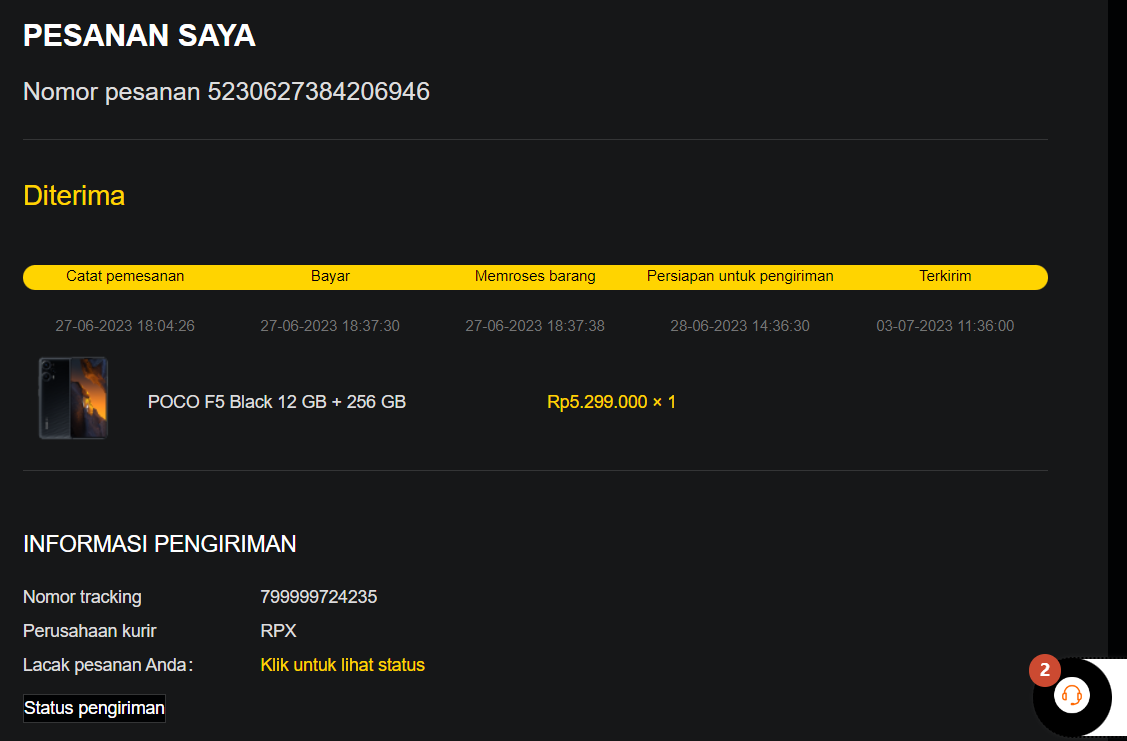 PESANAN SAYA
Nomor pesanan 5230627384206946
Diterima
Catat pemesanan Bayar Memroses barang Persiapan untuk pengiriman Terkirim
27-06-2023 18:04:26 27-06-2023 18:37:30 27-06-2023 18:37:38 28-06-2023 14:36:30 03-07-2023 11:36:00
POCO F5 Black 12 GB + 256 GB Rp5.299.000 × 1
INFORMASI PENGIRIMAN
Nomor tracking 799999724235
Perusahaan kurir RPX
Lacak pesanan Anda: Klik untuk lihat status
Status pengiriman
2